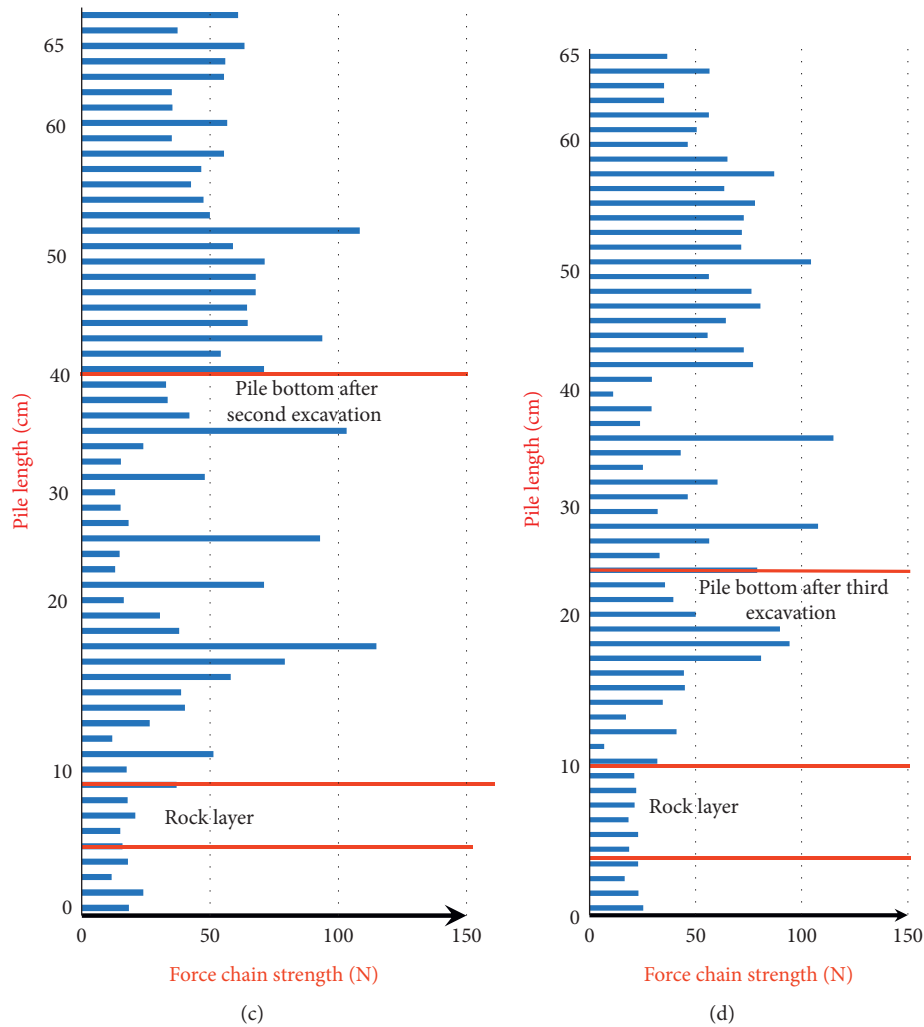 65
60
50
40
30
20
10
0
Pile length (cm)
Pile bottom after
second excavation
Rock layer
0
50
100
150
Force chain strength (N)
(c)
65
60
50
40
30
20
10
0
Pile length (cm)
Pile bottom after third
excavation
Rock layer
0
50
100
150
Force chain strength (N)
(d)